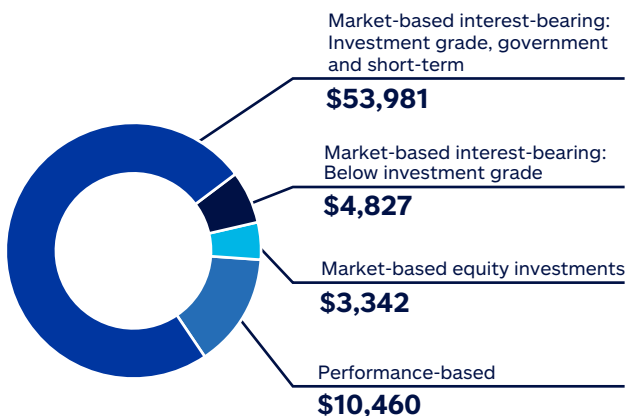 Market-based interest-bearing:
Investment grade, government
and short-term
$53,981
Market-based interest-bearing:
Below investment grade
$4,827
Market-based equity investments
$3,342
Performance-based
$10,460